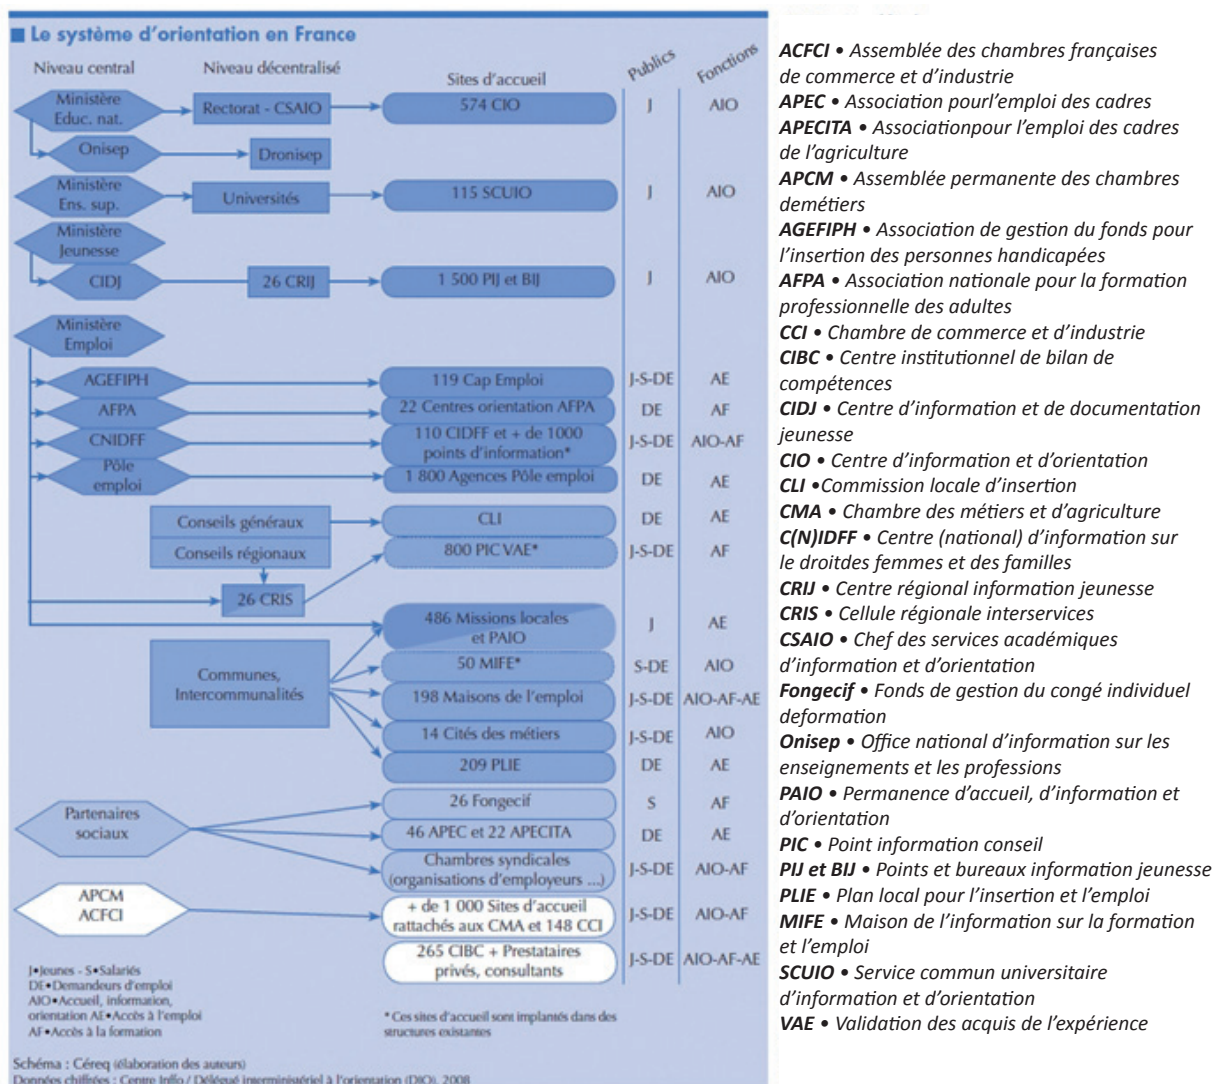 Le système d'orientation en France
Niveau central
Niveau décentralisé
Sites d'accueil
Publics
Fonctions
Ministère
Educ. nat.
Rectorat - CSAIO
574 CIO
J
AIO
Onisep
Dronisep
Ministère
Ens. sup.
Universités
115 SCUIO
J
AIO
Ministère
Jeunesse
CIDJ
26 CRIJ
1 500 PIJ et BIJ
J
AIO
Ministère
Emploi
AGEFIPH
119 Cap Emploi
J-S-DE
AE
AFPA
22 Centres orientation AFPA
DE
AF
CNIDFF
110 CIDFF et + de 1000
points d'information*
J-S-DE
AIO-AF
Pôle
emploi
1 800 Agences Pôle emploi
DE
AE
Conseils généraux
CLI
DE
AE
Conseils régionaux
800 PIC VAE*
J-S-DE
AF
26 CRIS
486 Missions locales
et PAIO
J
AE
Communes,
Intercommunalités
50 MIFE*
S-DE
AIO
198 Maisons de l'emploi
J-S-DE
AIO-AF-AE
14 Cités des métiers
J-S-DE
AIO
209 PLIE
DE
AE
Partenaires
sociaux
26 Fongecif
S
AF
46 APEC et 22 APECITA
DE
AE
Chambres syndicales
(organisations d'employeurs ...)
J-S-DE
AIO-AF
APCM
ACFCI
+ de 1 000 Sites d'accueil
rattachés aux CMA et 148 CCI
J-S-DE
AIO-AF
265 CIBC + Prestataires
privés, consultants
J-S-DE
AIO-AF-AE
J•Jeunes - S•Salariés
DE•Demandeurs d'emploi
AIO•Accueil, information,
orientation AE•Accès à l'emploi
AF•Accès à la formation
* Ces sites d'accueil sont implantés dans des
structures existantes
Schéma : Céreq (élaboration des auteurs)
Données chiffrées : Centre Inffo / Délégué interministériel à l'orientation (DIO), 2008
ACFCI • Assemblée des chambres françaises
de commerce et d'industrie
APEC • Association pourl'emploi des cadres
APECITA • Associationpour l'emploi des cadres
de l'agriculture
APCM • Assemblée permanente des chambres
demétiers
AGEFIPH • Association de gestion du fonds pour
l'insertion des personnes handicapées
AFPA • Association nationale pour la formation
professionnelle des adultes
CCI • Chambre de commerce et d'industrie
CIBC • Centre institutionnel de bilan de
compétences
CIDJ • Centre d'information et de documentation
jeunesse
CIO • Centre d'information et d'orientation
CLI •Commission locale d'insertion
CMA • Chambre des métiers et d'agriculture
C(N)IDFF • Centre (national) d'information sur
le droitdes femmes et des familles
CRIJ • Centre régional information jeunesse
CRIS • Cellule régionale interservices
CSAIO • Chef des services académiques
d'information et d'orientation
Fongecif • Fonds de gestion du congé individuel
deformation
Onisep • Office national d'information sur les
enseignements et les professions
PAIO • Permanence d'accueil, d'information et
d'orientation
PIC • Point information conseil
PIJ et BIJ • Points et bureaux information jeunesse
PLIE • Plan local pour l'insertion et l'emploi
MIFE • Maison de l'information sur la formation
et l'emploi
SCUIO • Service commun universitaire
d'information et d'orientation
VAE • Validation des acquis de l'expérience